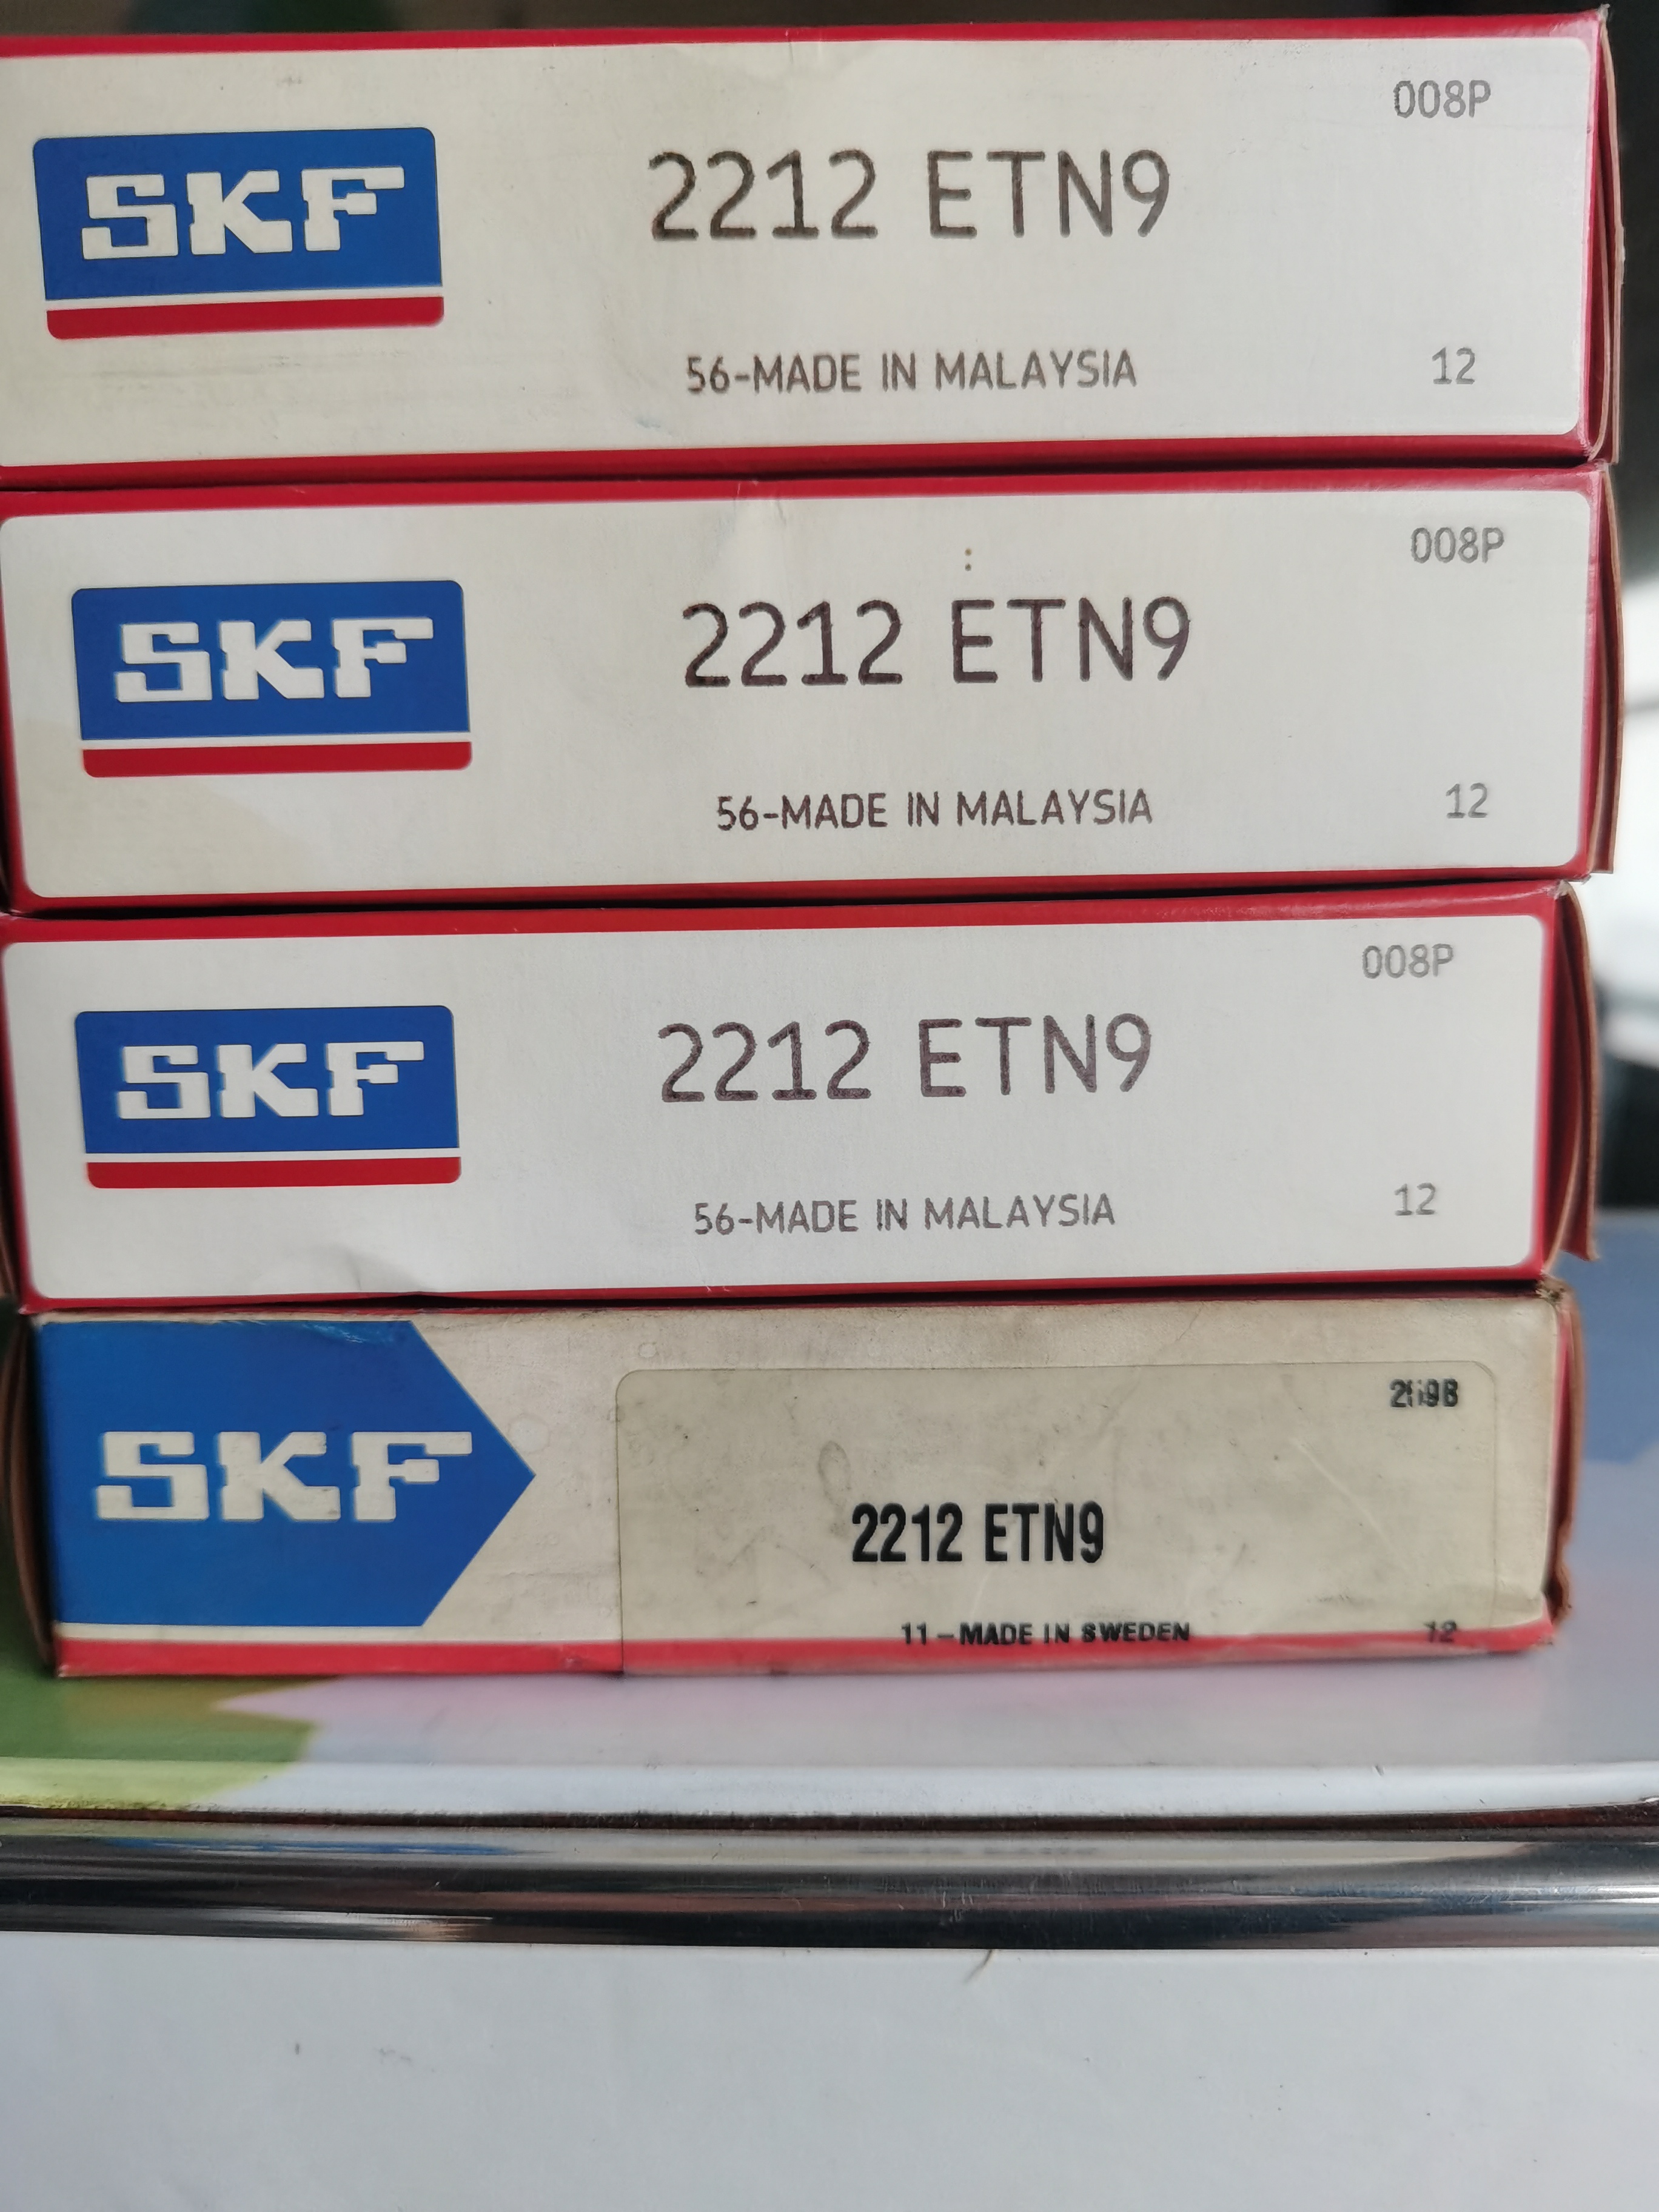 008P
SKF 2212 ETN9
56-MADE IN MALAYSIA 12
008P
SKF 2212 ETN9
56-MADE IN MALAYSIA 12
008P
SKF 2212 ETN9
56-MADE IN MALAYSIA 12
SKF 2212 ETN9
11-MADE IN SWEDEN 12